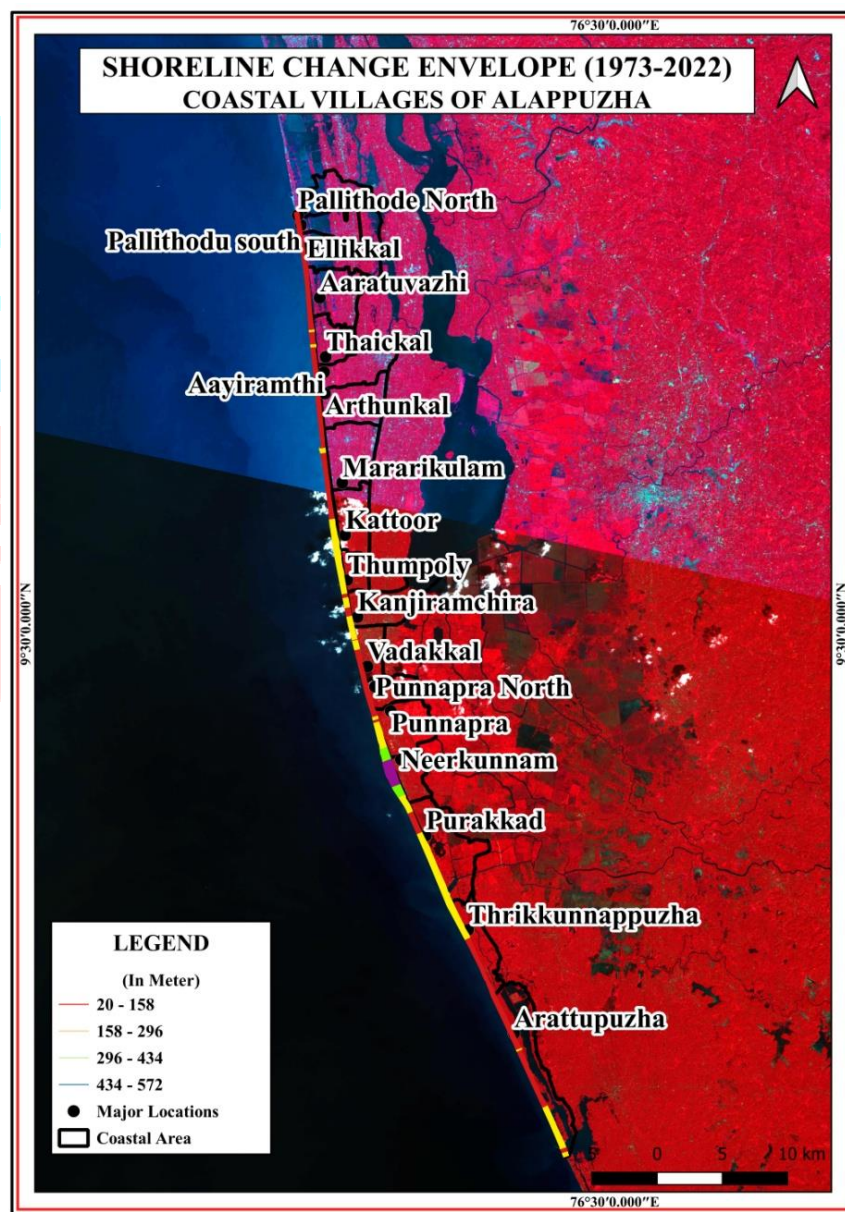 76°30′0.000″E
SHORELINE CHANGE ENVELOPE (1973-2022)
COASTAL VILLAGES OF ALAPPUZHA
Pallithode North
Pallithodu south
Ellikkal
Aaratuvazhi
Thaickal
Aayiramthi
Arthunkal
Mararikulam
Kattoor
Thumpoly
Kanjiramchira
9°30′0.000″N
9°30′0.000″N
Vadakkal
Punnapra North
Punnapra
Neerkunnam
Purakkad
Thrikkunnappuzha
Arattupuzha
LEGEND
(In Meter)
20 - 158
158 - 296
296 - 434
434 - 572
Major Locations
Coastal Area
5 0 5 10 km
76°30′0.000″E